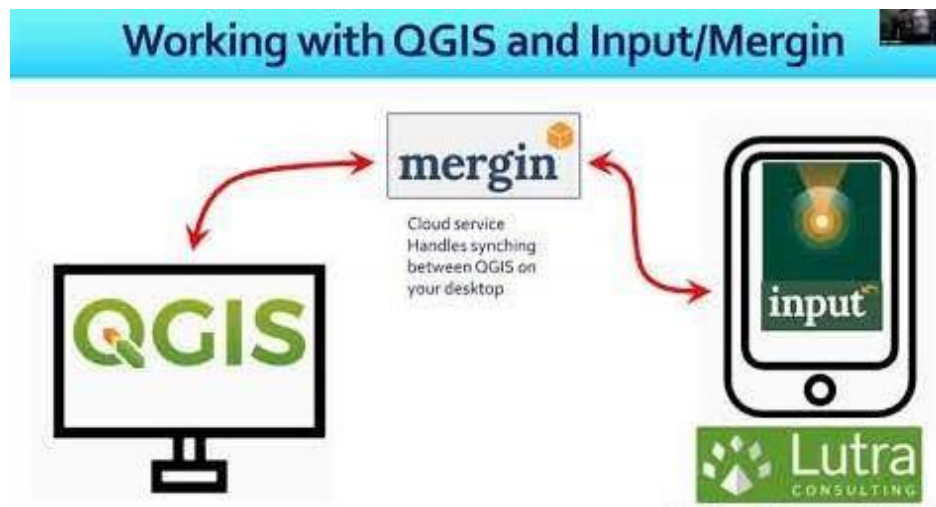 Working with QGIS and Input/Mergin
mergin
Cloud service
Handles synching
between QGIS on
your desktop
QGIS
input
Lutra
CONSULTING